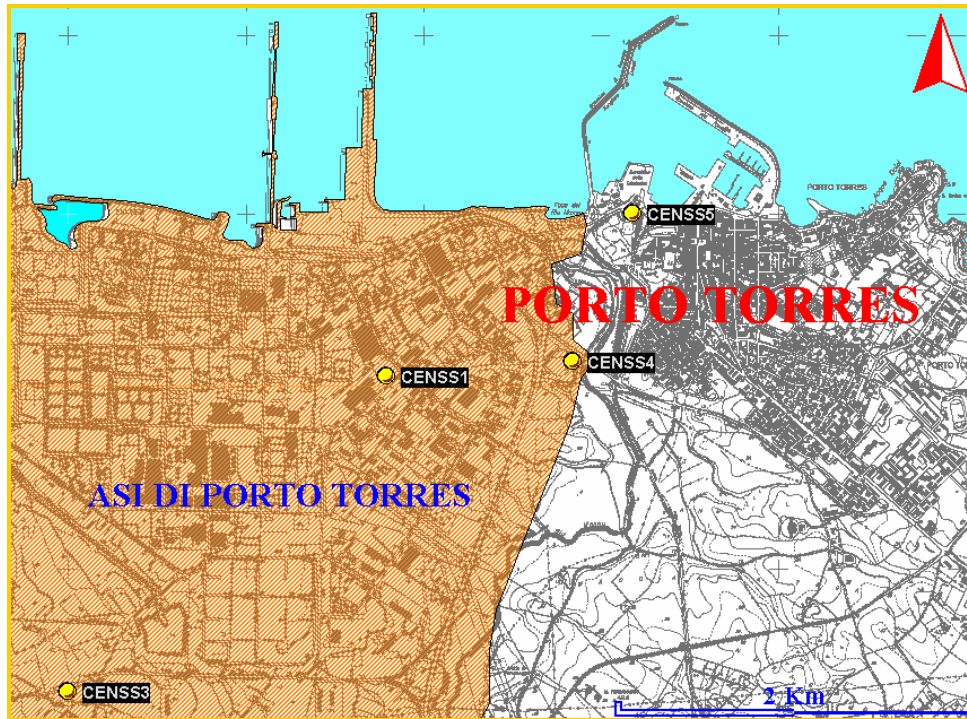 PORTO TORRES
CENSS5
PORTO TORRES
CENSS4
CENSS1
ASI DI PORTO TORRES
CENSS3
2 Km